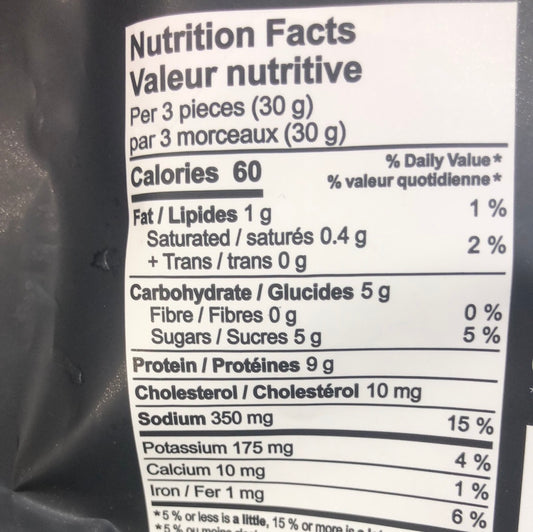 Nutrition Facts
Valeur nutritive
Per 3 pieces (30 g)
par 3 morceaux (30 g)
Calories 60
% Daily Value*
% valeur quotidienne*
Fat / Lipides 1 g 1 %
Saturated / saturés 0.4 g
+ Trans / trans 0 g 2 %
Carbohydrate / Glucides 5 g
Fibre / Fibres 0 g 0 %
Sugars / Sucres 5 g 5 %
Protein / Protéines 9 g
Cholesterol / Cholestérol 10 mg
Sodium 350 mg 15 %
Potassium 175 mg 4 %
Calcium 10 mg 1 %
Iron / Fer 1 mg 6 %
*5 % or less is a little, 15 % or more is
*5 % ou moins